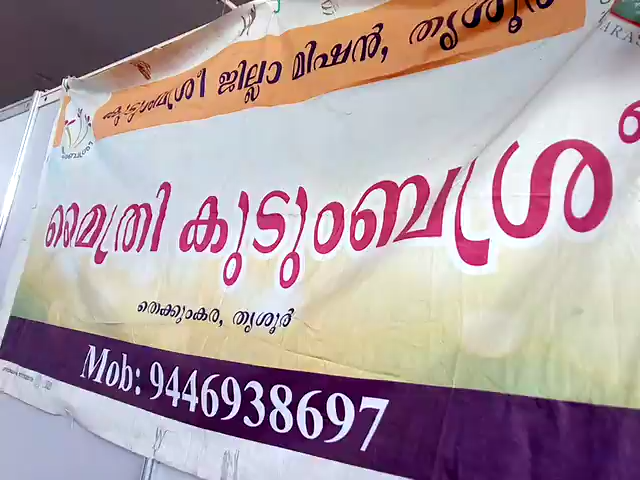 കുടുംബശ്രീ ജില്ലാ മിഷൻ, തൃശൂർ
മൈത്രി കുടുംബശ്രീ
തെക്കുംകര, തൃശൂർ
Mob: 9446938697